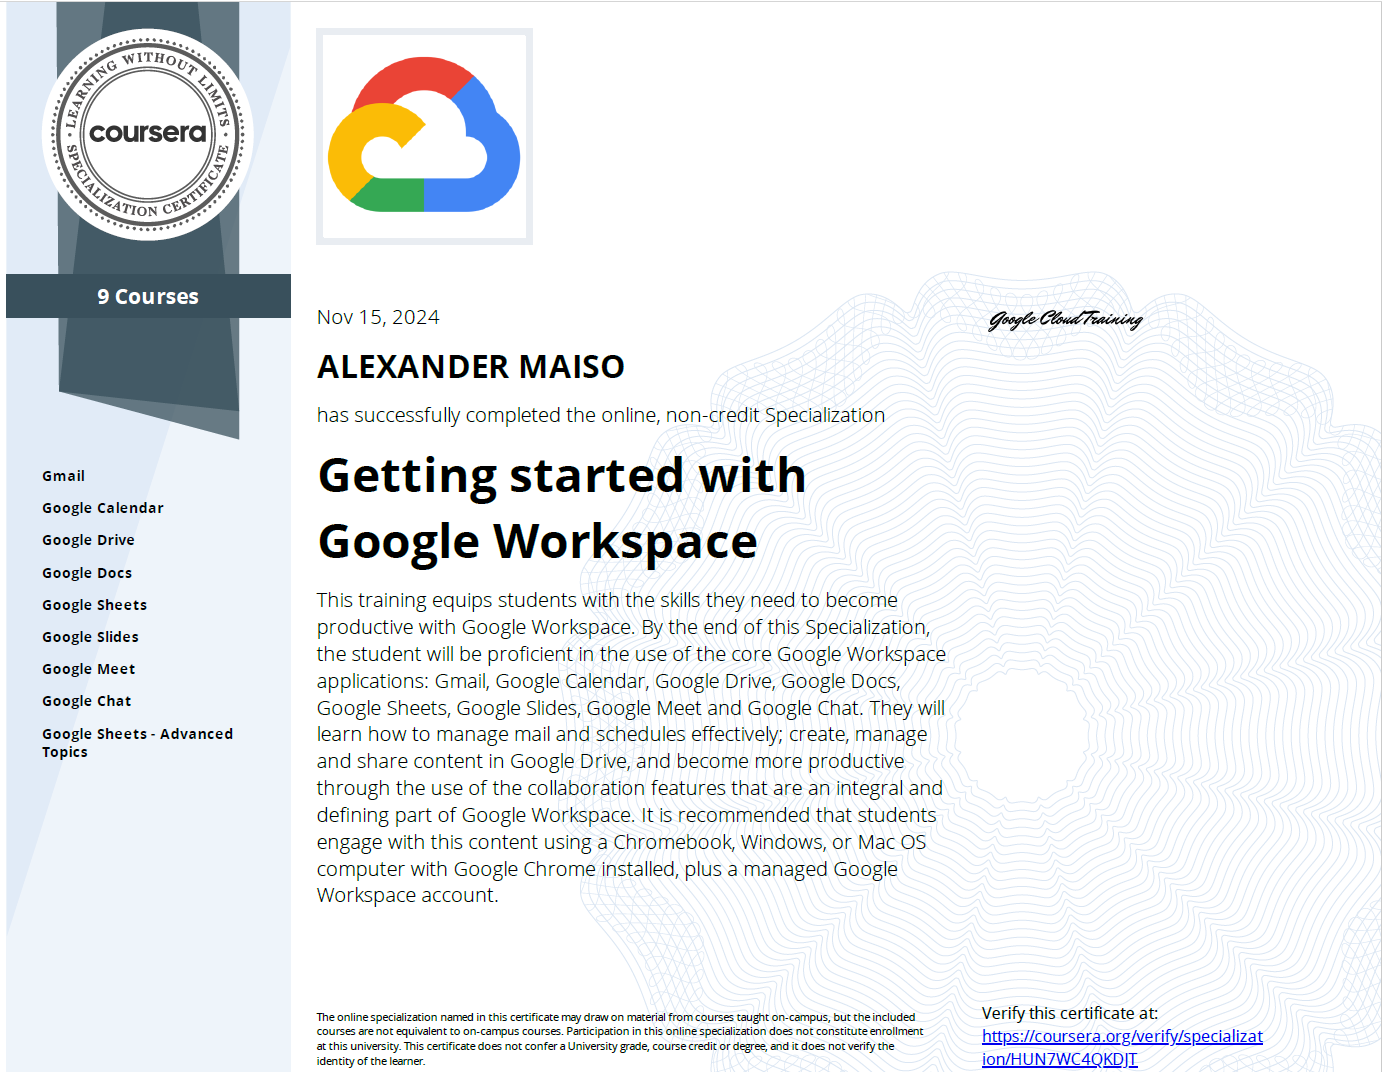 LEARNING WITHOUT LIMITS
coursera
SPECIALIZATION CERTIFICATE
9 Courses
Gmail
Google Calendar
Google Drive
Google Docs
Google Sheets
Google Slides
Google Meet
Google Chat
Google Sheets - Advanced
Topics
Nov 15, 2024
ALEXANDER MAISO
has successfully completed the online, non-credit Specialization
Getting started with
Google Workspace
This training equips students with the skills they need to become
productive with Google Workspace. By the end of this Specialization,
the student will be proficient in the use of the core Google Workspace
applications: Gmail, Google Calendar, Google Drive, Google Docs,
Google Sheets, Google Slides, Google Meet and Google Chat. They will
learn how to manage mail and schedules effectively; create, manage
and share content in Google Drive, and become more productive
through the use of the collaboration features that are an integral and
defining part of Google Workspace. It is recommended that students
engage with this content using a Chromebook, Windows, or Mac OS
computer with Google Chrome installed, plus a managed Google
Workspace account.
Google Cloud Training
The online specialization named in this certificate may draw on material from courses taught on-campus, but the included
courses are not equivalent to on-campus courses. Participation in this online specialization does not constitute enrollment
at this university. This certificate does not confer a University grade, course credit or degree, and it does not verify the
identity of the learner.
Verify this certificate at:
https://coursera.org/verify/specializat
ion/HUN7WC4QKDJT